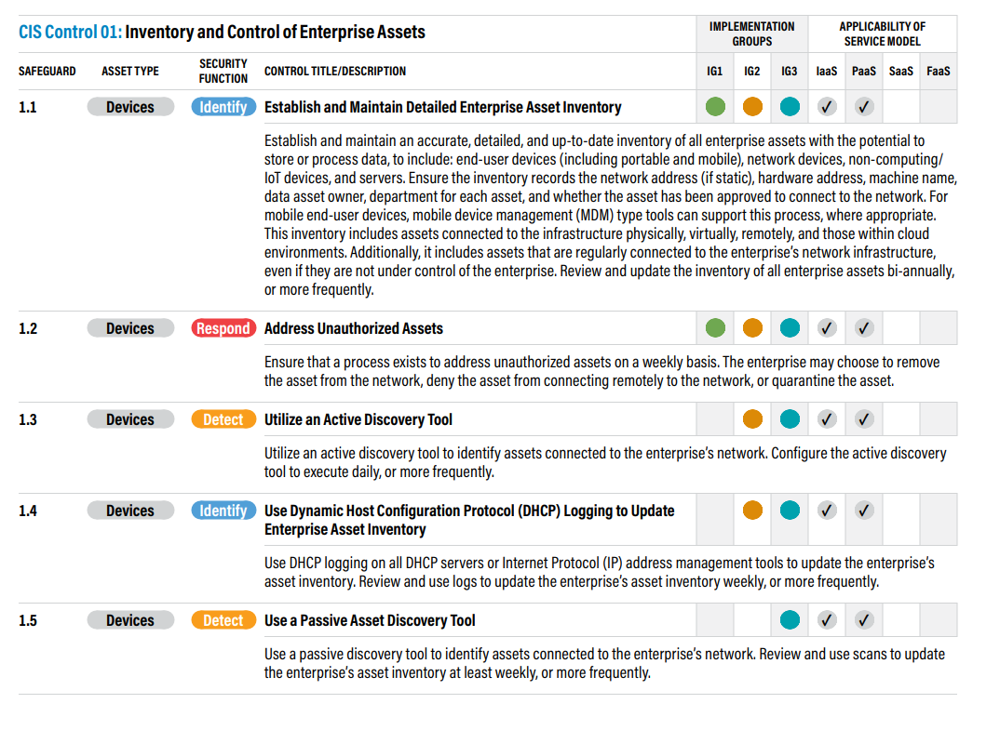 CIS Control 01: Inventory and Control of Enterprise Assets
IMPLEMENTATION GROUPS
APPLICABILITY OF SERVICE MODEL
SAFEGUARD ASSET TYPE SECURITY FUNCTION CONTROL TITLE/DESCRIPTION IG1 IG2 IG3 IaaS PaaS SaaS FaaS
1.1 Devices Identify Establish and Maintain Detailed Enterprise Asset Inventory ✓ ✓
Establish and maintain an accurate, detailed, and up-to-date inventory of all enterprise assets with the potential to
store or process data, to include: end-user devices (including portable and mobile), network devices, non-computing/
IoT devices, and servers. Ensure the inventory records the network address (if static), hardware address, machine name,
data asset owner, department for each asset, and whether the asset has been approved to connect to the network. For
mobile end-user devices, mobile device management (MDM) type tools can support this process, where appropriate.
This inventory includes assets connected to the infrastructure physically, virtually, remotely, and those within cloud
environments. Additionally, it includes assets that are regularly connected to the enterprise's network infrastructure,
even if they are not under control of the enterprise. Review and update the inventory of all enterprise assets bi-annually,
or more frequently.
1.2 Devices Respond Address Unauthorized Assets ✓ ✓
Ensure that a process exists to address unauthorized assets on a weekly basis. The enterprise may choose to remove
the asset from the network, deny the asset from connecting remotely to the network, or quarantine the asset.
1.3 Devices Detect Utilize an Active Discovery Tool ✓ ✓
Utilize an active discovery tool to identify assets connected to the enterprise's network. Configure the active discovery
tool to execute daily, or more frequently.
1.4 Devices Identify Use Dynamic Host Configuration Protocol (DHCP) Logging to Update ✓ ✓
Enterprise Asset Inventory
Use DHCP logging on all DHCP servers or Internet Protocol (IP) address management tools to update the enterprise's
asset inventory. Review and use logs to update the enterprise's asset inventory weekly, or more frequently.
1.5 Devices Detect Use a Passive Asset Discovery Tool ✓ ✓
Use a passive discovery tool to identify assets connected to the enterprise's network. Review and use scans to update
the enterprise's asset inventory at least weekly, or more frequently.